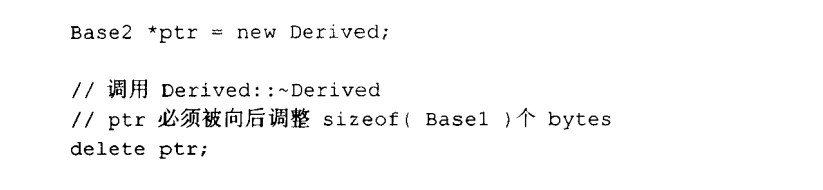 Base2 *ptr = new Derived;
// 调用 Derived::~Derived
// ptr 必须被向后调整 sizeof( Base1 )个 bytes
delete ptr;